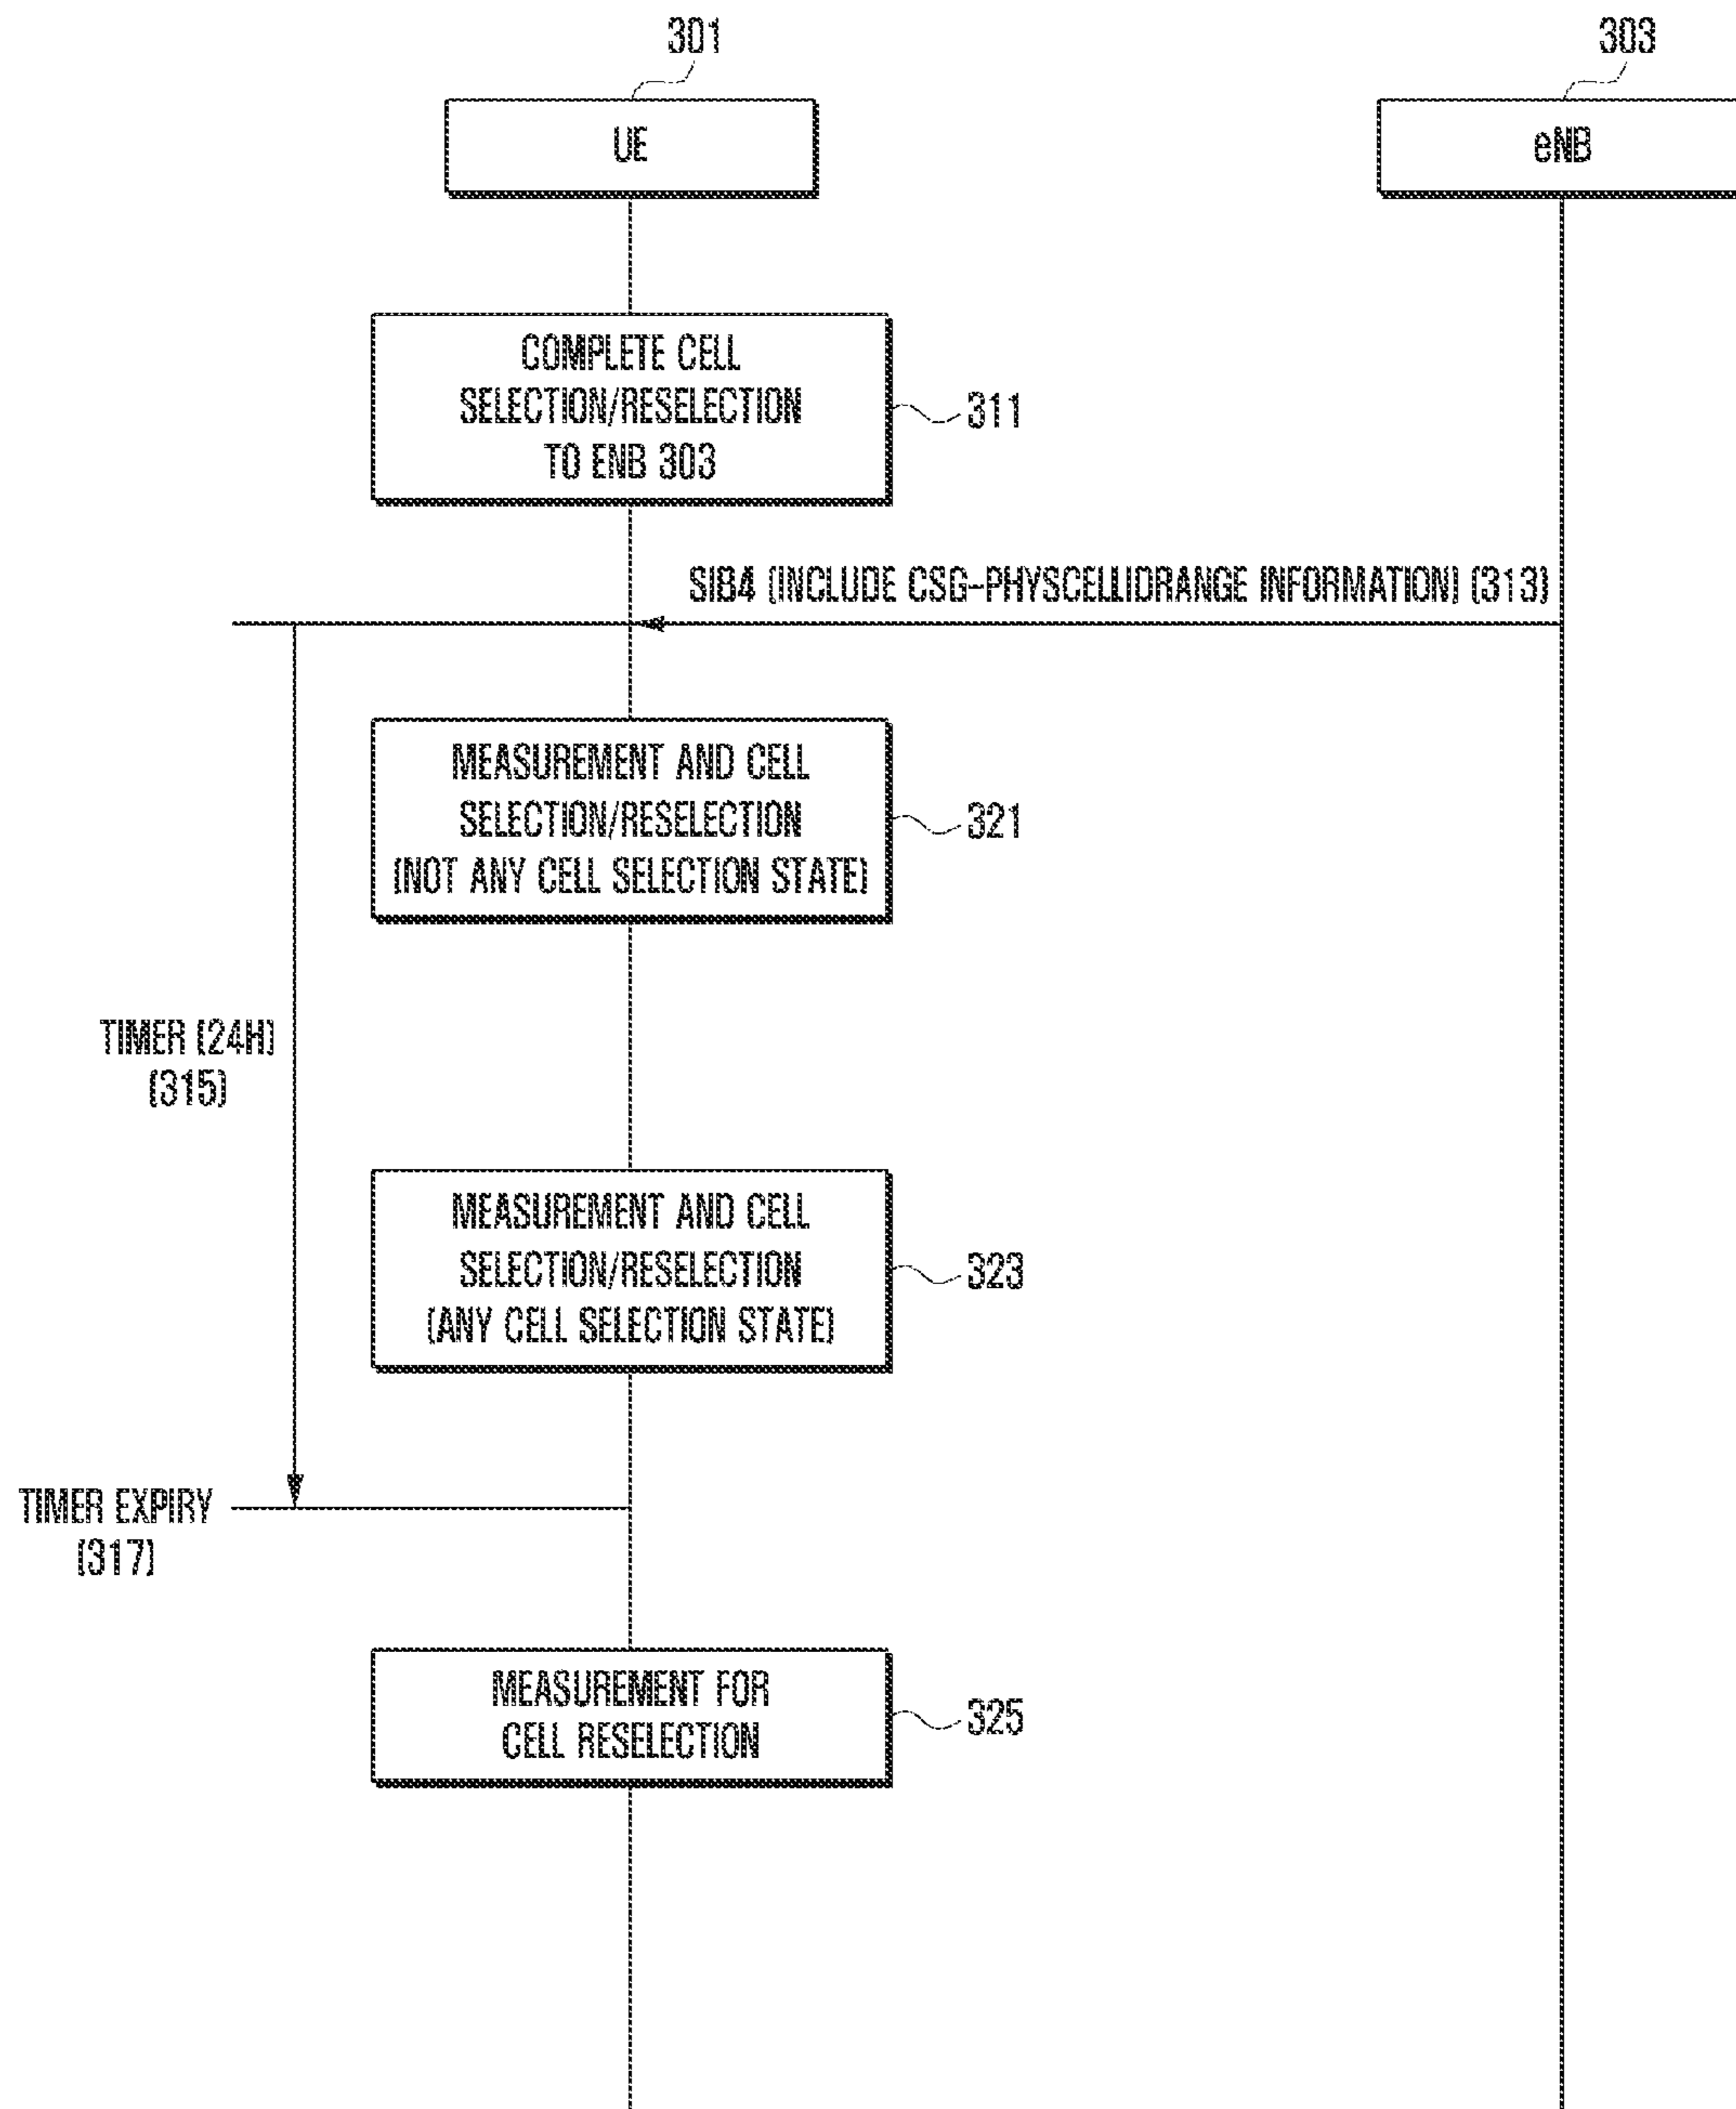 301
303
UE
eNB
COMPLETE CELL
SELECTION/RESELECTION
TO ENB 303
311
SIB4 (INCLUDE CSG-PHYSCELLIDRANGE INFORMATION) (313)
MEASUREMENT AND CELL
SELECTION/RESELECTION
(NOT ANY CELL SELECTION STATE)
321
TIMER (24H)
(315)
MEASUREMENT AND CELL
SELECTION/RESELECTION
(ANY CELL SELECTION STATE)
323
TIMER EXPIRY
(317)
MEASUREMENT FOR
CELL RESELECTION
325